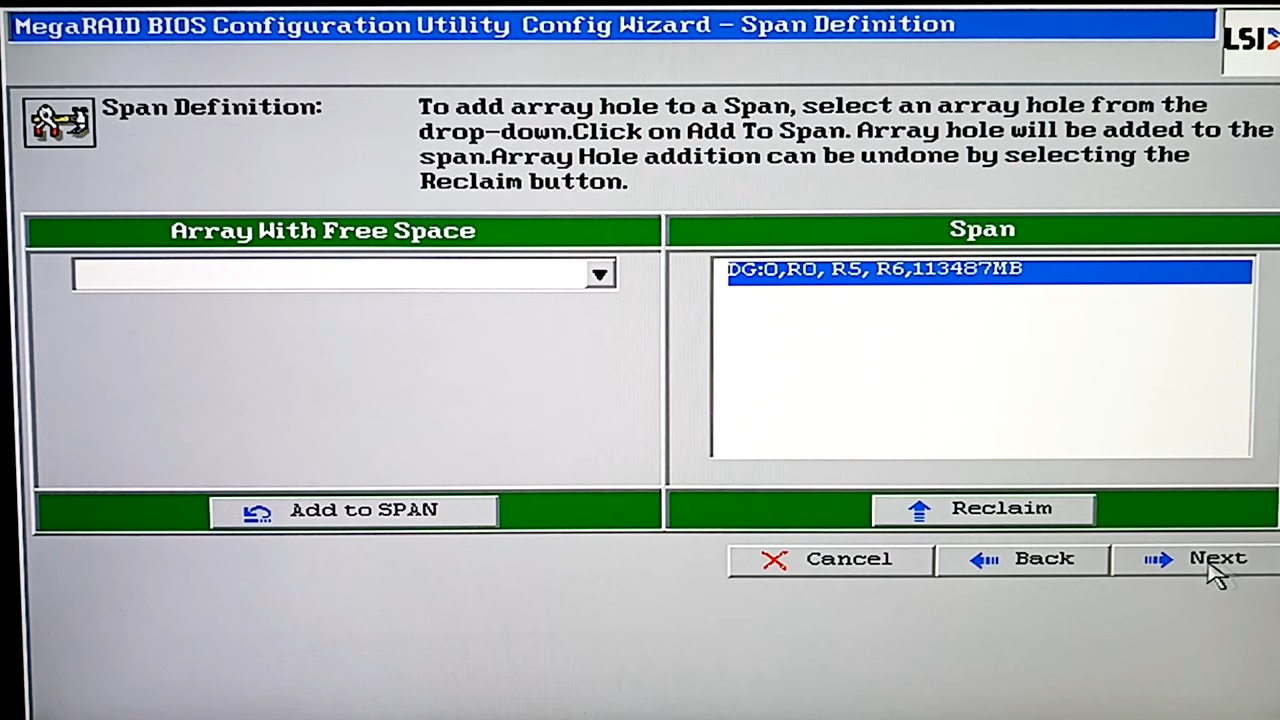 MegaRAID BIOS Configuration Utility Config Wizard – Span Definition
LSI
Span Definition:
To add array hole to a Span, select an array hole from the
drop–down.Click on Add To Span. Array hole will be added to the
span.Array Hole addition can be undone by selecting the
Reclaim button.
Array With Free Space
Span
DG:0,R0, R5, R6,113487MB
Add to SPAN
Reclaim
Cancel
Back
Next